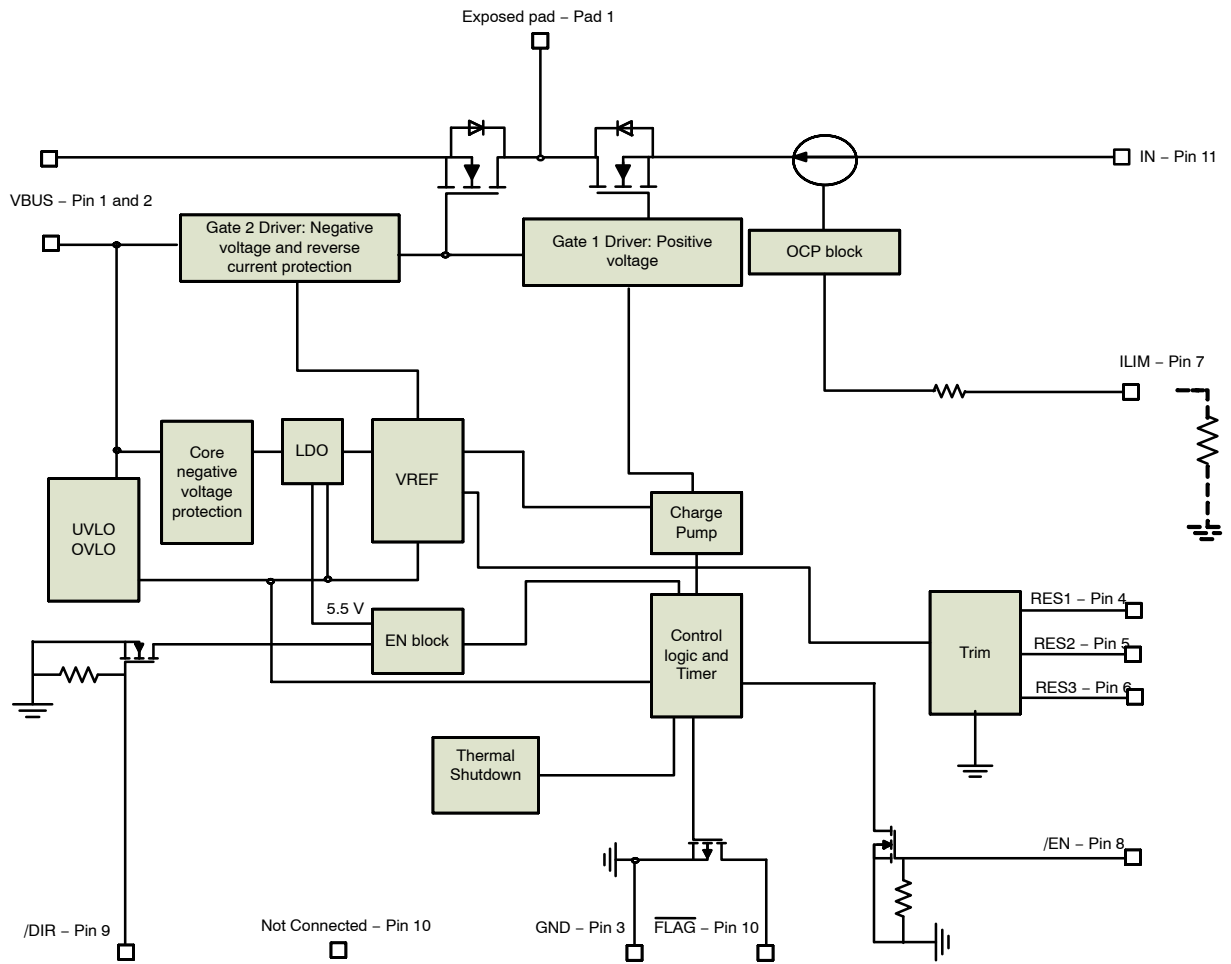 Exposed pad – Pad 1
IN – Pin 11
VBUS – Pin 1 and 2
Gate 2 Driver: Negative
voltage and reverse
current protection
Gate 1 Driver: Positive
voltage
OCP block
ILIM – Pin 7
Core
negative
voltage
protection
LDO
VREF
UVLO
OVLO
Charge
Pump
5.5 V
EN block
Control
logic and
Timer
Trim
RES1 – Pin 4
RES2 – Pin 5
RES3 – Pin 6
Thermal
Shutdown
/EN – Pin 8
/DIR – Pin 9
Not Connected – Pin 10
GND – Pin 3
FLAG – Pin 10